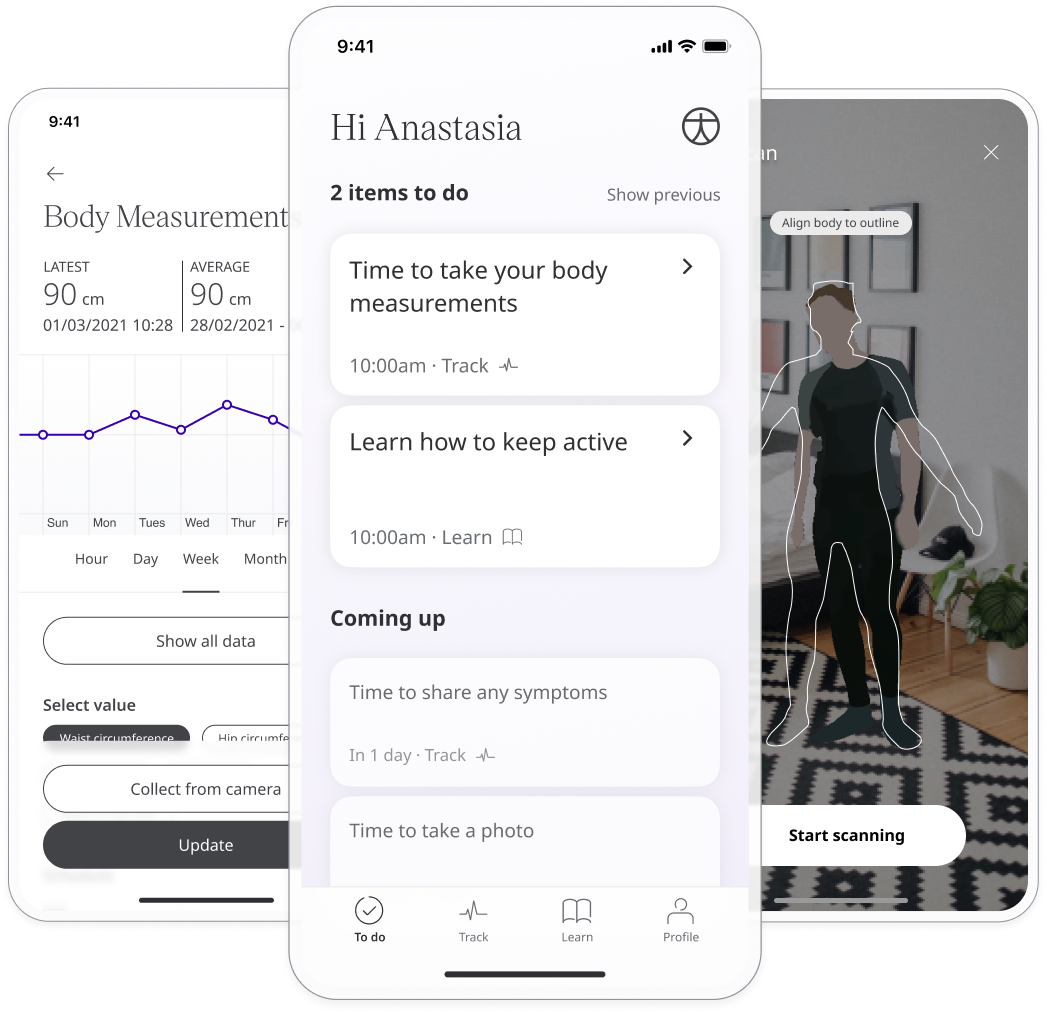 9:41
Body Measurements
LATEST
90 cm
01/03/2021 10:28
AVERAGE
90 cm
28/02/2021 -
Sun Mon Tues Wed Thur Fr
Hour Day Week Month
Show all data
Select value
Waist circumference Hip circumfe
Collect from camera
Update
9:41
Hi Anastasia
2 items to do
Show previous
Time to take your body
measurements
10:00am · Track
Learn how to keep active
10:00am · Learn
Coming up
Time to share any symptoms
In 1 day · Track
Time to take a photo
To do Track Learn Profile
an
Align body to outline
Start scanning